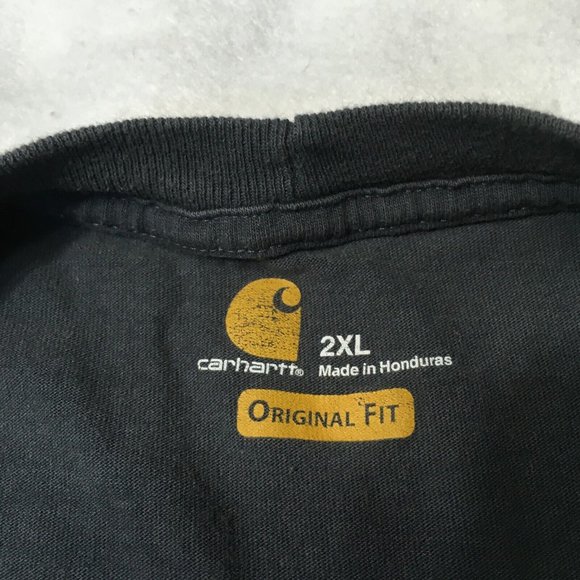 2XL
carhartt®
Made in Honduras
ORIGINAL FIT